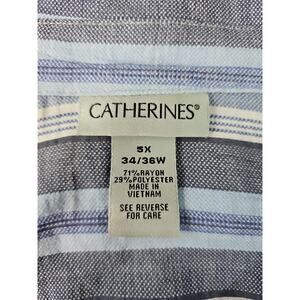 CATHERINES®
5X
34/36W
71%RAYON
29%POLYESTER
MADE IN
VIETNAM
SEE REVERSE
FOR CARE